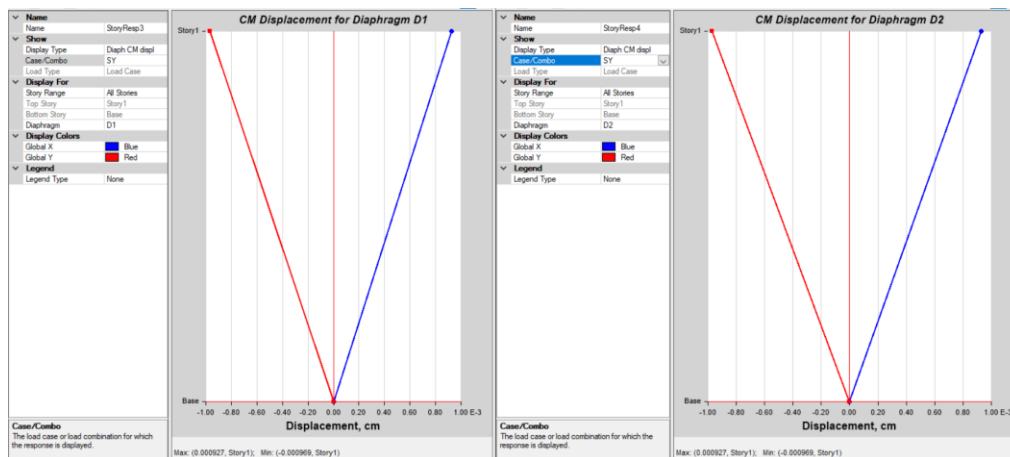 Name
Name StoryResp3
Show
Display Type Diaph CM displ
Case/Combo SY
Load Type Load Case
Display For
Story Range All Stories
Top Story Story1
Bottom Story Base
Diaphragm D1
Display Colors
Global X Blue
Global Y Red
Legend
Legend Type None
Case/Combo
The load case or load combination for which
the response is displayed.
CM Displacement for Diaphragm D1
Story1
Base
-1.00 -0.80 -0.60 -0.40 -0.20 0.00 0.20 0.40 0.60 0.80 1.00 E-3
Displacement, cm
Max: (0.000927, Story1); Min: (-0.000969, Story1)
Name
Name StoryResp4
Show
Display Type Diaph CM displ
Case/Combo SY
Load Type Load Case
Display For
Story Range All Stories
Top Story Story1
Bottom Story Base
Diaphragm D2
Display Colors
Global X Blue
Global Y Red
Legend
Legend Type None
Case/Combo
The load case or load combination for which
the response is displayed.
CM Displacement for Diaphragm D2
Story1
Base
-1.00 -0.80 -0.60 -0.40 -0.20 0.00 0.20 0.40 0.60 0.80 1.00 E-3
Displacement, cm
Max: (0.000927, Story1); Min: (-0.000969, Story1)